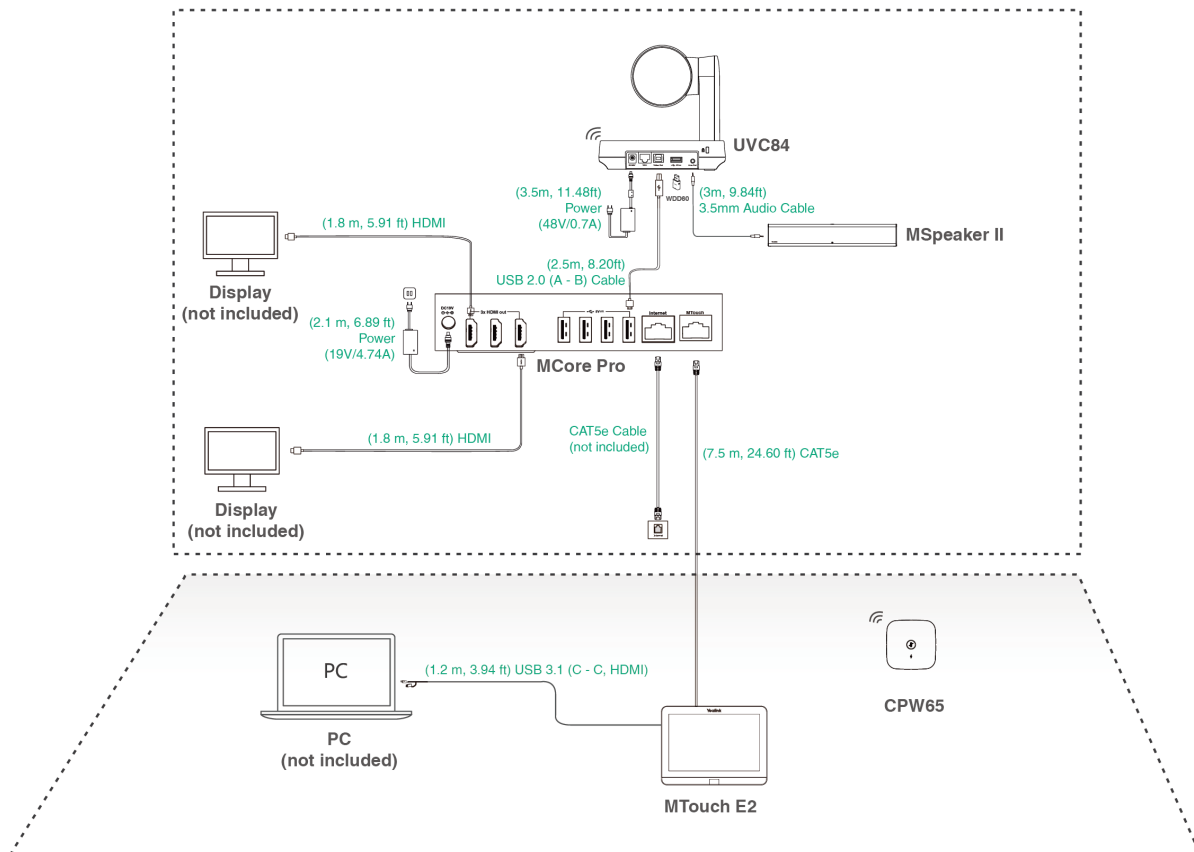 UVC84
(3.5m, 11.48ft)
Power
(48V/0.7A)
WDD60
(3m, 9.84ft)
3.5mm Audio Cable
MSpeaker II
(1.8 m, 5.91 ft) HDMI
Display
(not included)
(2.5m, 8.20ft)
USB 2.0 (A - B) Cable
(2.1 m, 6.89 ft)
Power
(19V/4.74A)
DC19V
3x HDMI out
Internet
MTouch
MCore Pro
(1.8 m, 5.91 ft) HDMI
Display
(not included)
CAT5e Cable
(not included)
(7.5 m, 24.60 ft) CAT5e
PC
(1.2 m, 3.94 ft) USB 3.1 (C - C, HDMI)
PC
(not included)
Yealink
MTouch E2
CPW65